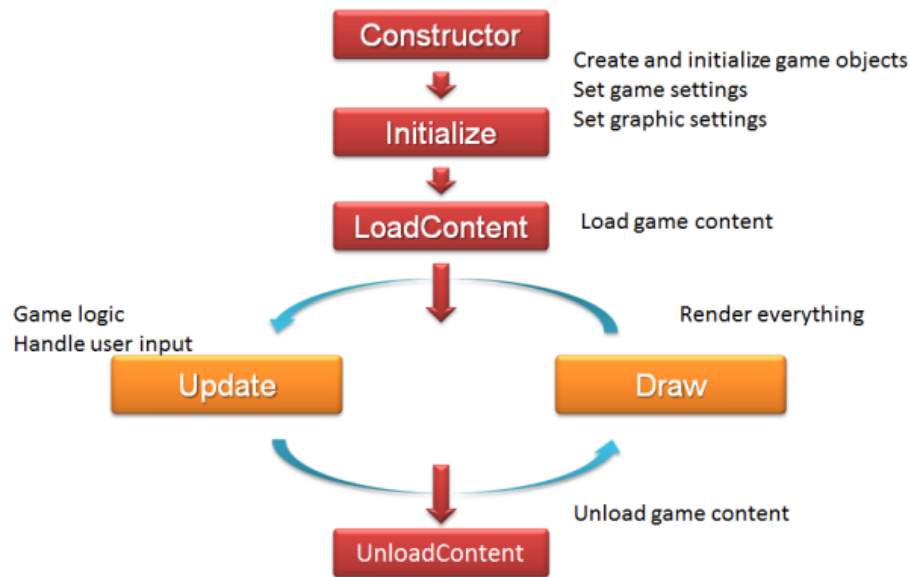 Constructor
Create and initialize game objects
Set game settings
Set graphic settings
Initialize
LoadContent
Load game content
Game logic
Handle user input
Render everything
Update
Draw
Unload game content
UnloadContent